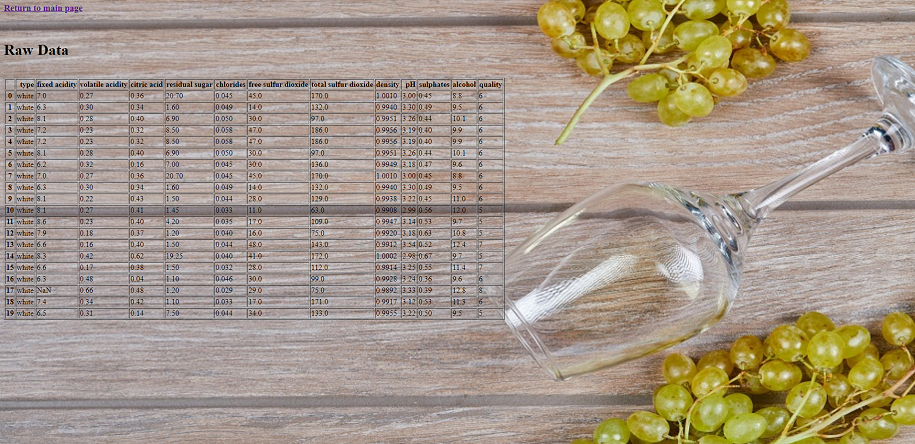 Return to main page
Raw Data
type fixed acidity volatile acidity citric acid residual sugar chlorides free sulfur dioxide total sulfur dioxide density pH sulphates alcohol quality
0 white 7.0 0.27 0.36 20.70 0.045 45.0 170.0 1.0010 3.00 0.45 8.8 6
1 white 6.3 0.30 0.34 1.60 0.049 14.0 132.0 0.9940 3.30 0.49 9.5 6
2 white 8.1 0.28 0.40 6.90 0.050 30.0 97.0 0.9951 3.26 0.44 10.1 6
3 white 7.2 0.23 0.32 8.50 0.058 47.0 186.0 0.9956 3.19 0.40 9.9 6
4 white 7.2 0.23 0.32 8.50 0.058 47.0 186.0 0.9956 3.19 0.40 9.9 6
5 white 8.1 0.28 0.40 6.90 0.050 30.0 97.0 0.9951 3.26 0.44 10.1 6
6 white 6.2 0.32 0.16 7.00 0.045 30.0 136.0 0.9949 3.18 0.47 9.6 6
7 white 7.0 0.27 0.36 20.70 0.045 45.0 170.0 1.0010 3.00 0.45 8.8 6
8 white 6.3 0.30 0.34 1.60 0.049 14.0 132.0 0.9940 3.30 0.49 9.5 6
9 white 8.1 0.22 0.43 1.50 0.044 28.0 129.0 0.9938 3.22 0.45 11.0 6
10 white 8.1 0.27 0.41 1.45 0.033 11.0 63.0 0.9908 2.99 0.56 12.0 5
11 white 8.6 0.23 0.40 4.20 0.035 17.0 109.0 0.9947 3.14 0.53 9.7 5
12 white 7.9 0.18 0.37 1.20 0.040 16.0 75.0 0.9920 3.18 0.63 10.8 5
13 white 6.6 0.16 0.40 1.50 0.044 48.0 143.0 0.9912 3.54 0.52 12.4 7
14 white 8.3 0.42 0.62 19.25 0.040 41.0 172.0 1.0002 2.98 0.67 9.7 5
15 white 6.6 0.17 0.38 1.50 0.032 28.0 112.0 0.9914 3.25 0.55 11.4 7
16 white 6.3 0.48 0.04 1.10 0.046 30.0 99.0 0.9928 3.24 0.36 9.6 6
17 white NaN 0.66 0.48 1.20 0.029 29.0 75.0 0.9892 3.33 0.39 12.8 8
18 white 7.4 0.34 0.42 1.10 0.033 17.0 171.0 0.9917 3.12 0.53 11.3 6
19 white 6.5 0.31 0.14 7.50 0.044 34.0 133.0 0.9955 3.22 0.50 9.5 5